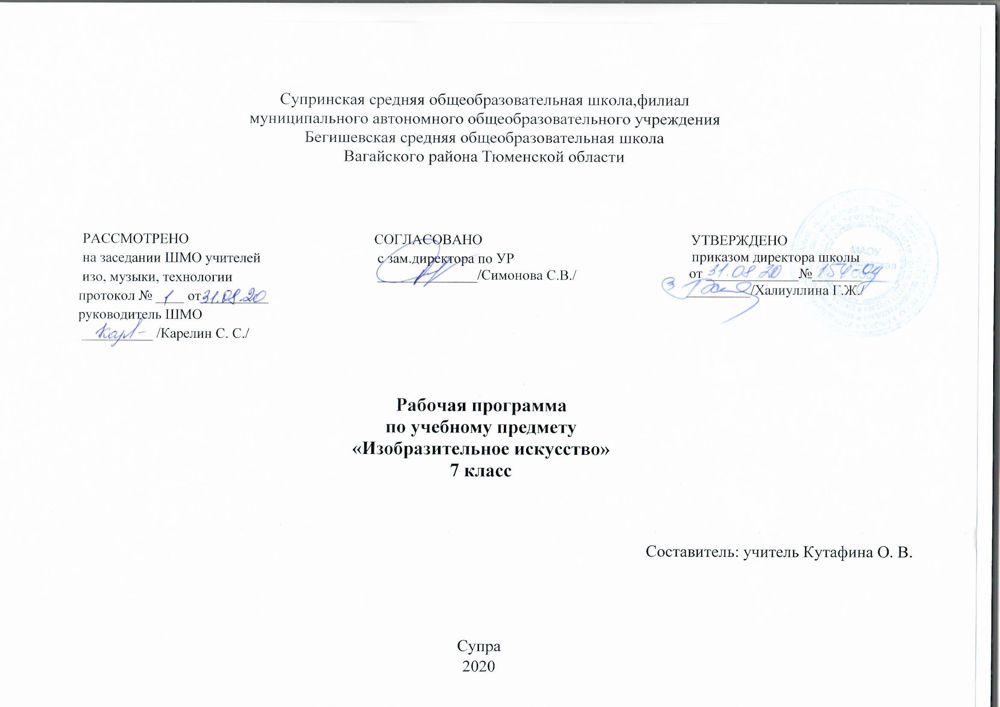 Супринская средняя общеобразовательная школа,филиал
муниципального автономного общеобразовательного учреждения
Бегишевская средняя общеобразовательная школа
Вагайского района Тюменской области
РАССМОТРЕНО
на заседании ШМО учителей
изо, музыки, технологии
протокол № 1 от 31.08.20
руководитель ШМО
/Карелин С. С./
СОГЛАСОВАНО
с зам.директора по УР
/Симонова С.В./
УТВЕРЖДЕНО
приказом директора школы
от 31.08 20 № 154-од
/Халиуллина Г.Ж./
МАОУ
СОШ
Рабочая программа
по учебному предмету
«Изобразительное искусство»
7 класс
Составитель: учитель Кутафина О. В.
Супра
2020